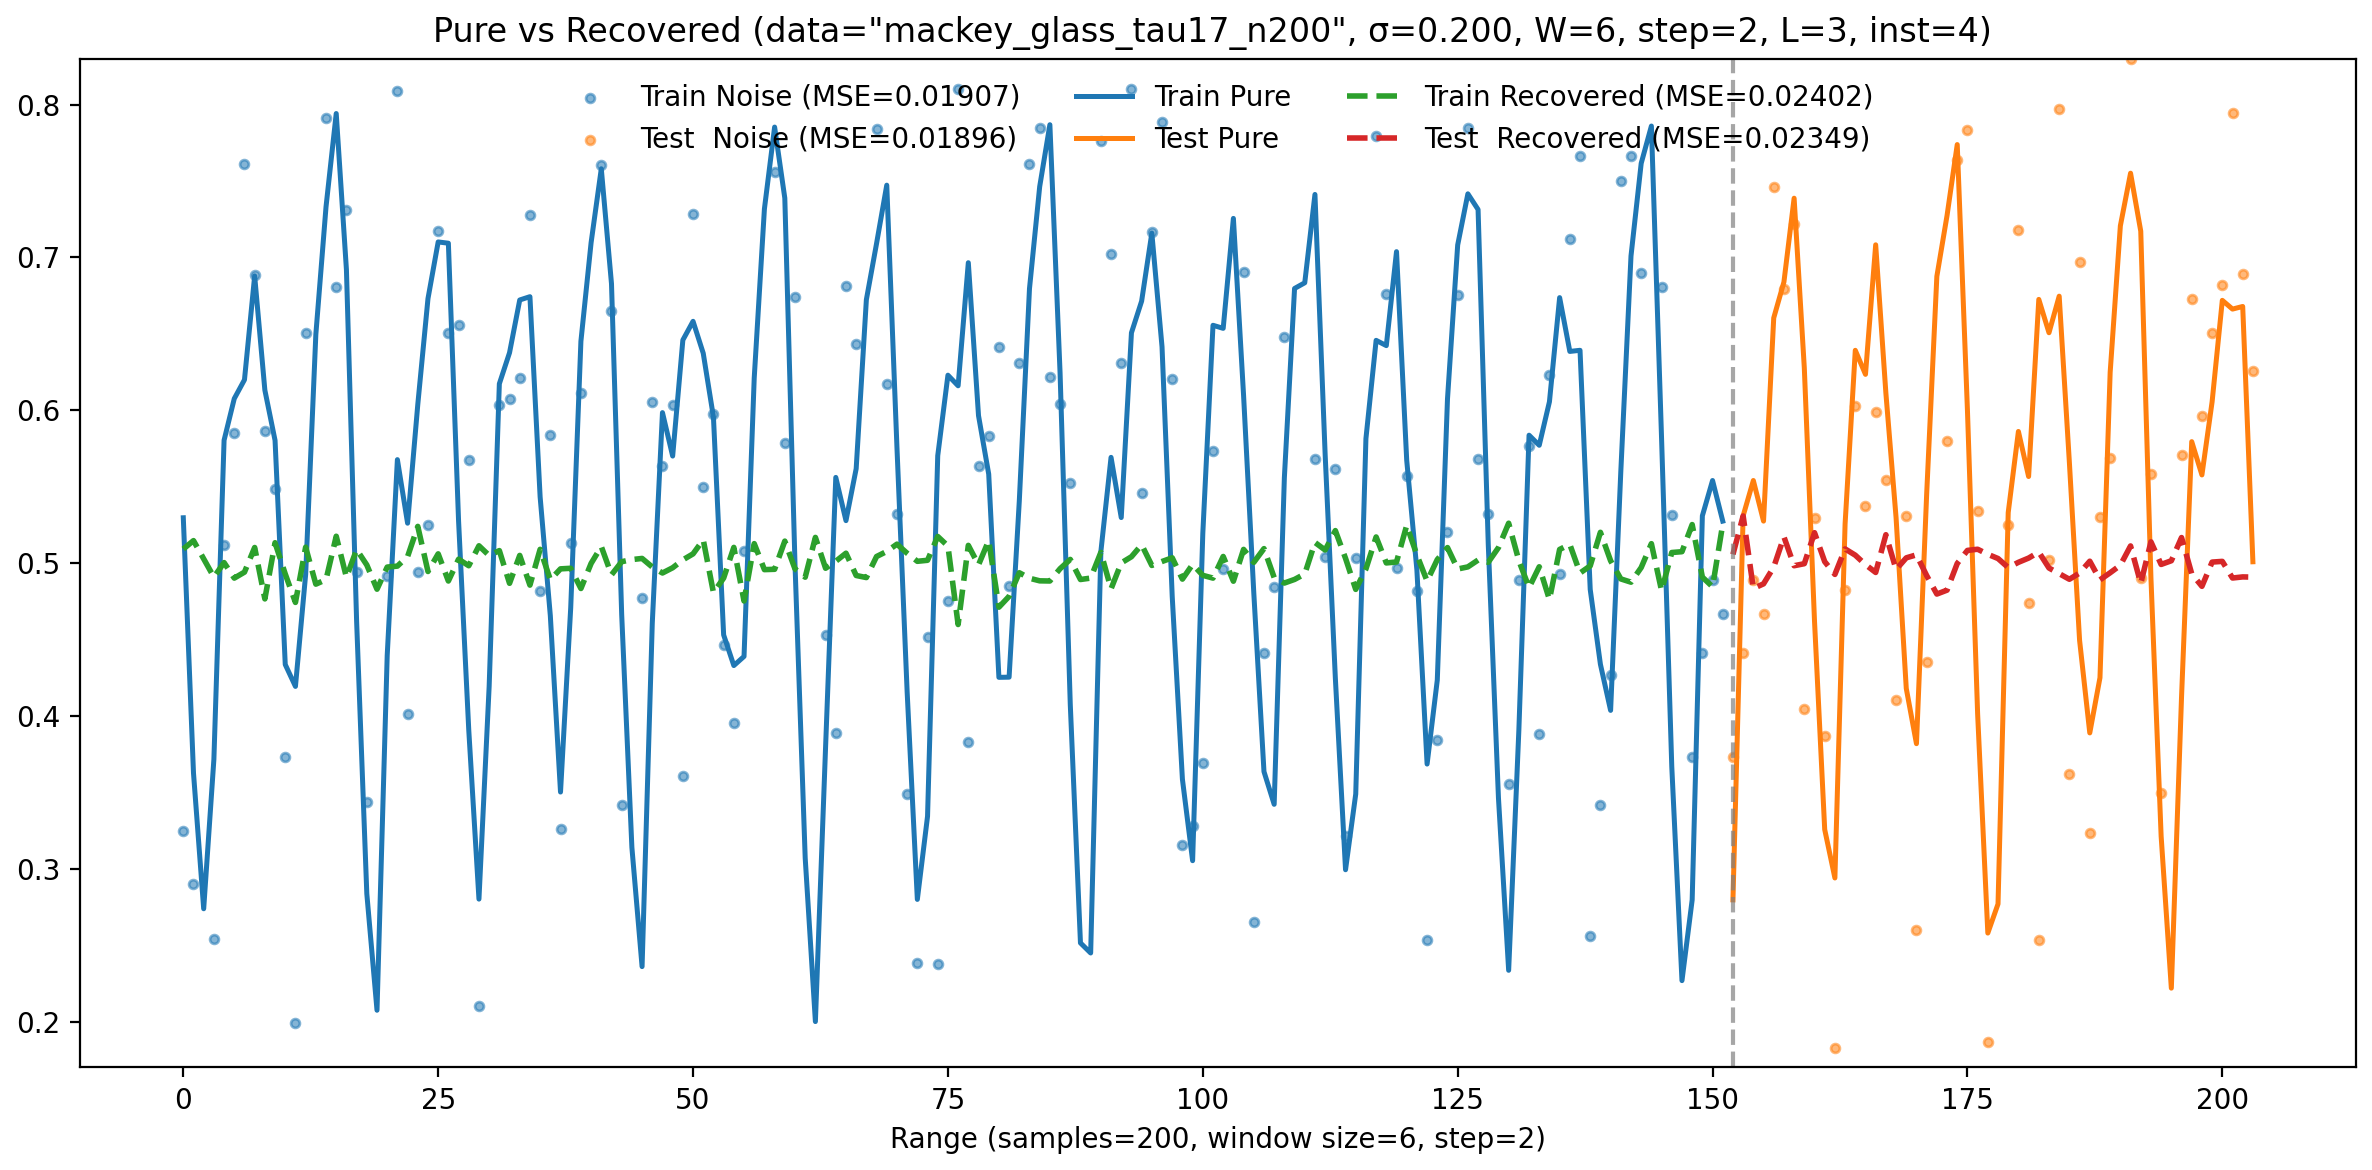 Pure vs Recovered (data="mackey_glass_tau17_n200", σ=0.200, W=6, step=2, L=3, inst=4)
Train Noise (MSE=0.01907) Train Pure Train Recovered (MSE=0.02402)
Test  Noise (MSE=0.01896) Test Pure Test  Recovered (MSE=0.02349)
0.8
0.7
0.6
0.5
0.4
0.3
0.2
0 25 50 75 100 125 150 175 200
Range (samples=200, window size=6, step=2)